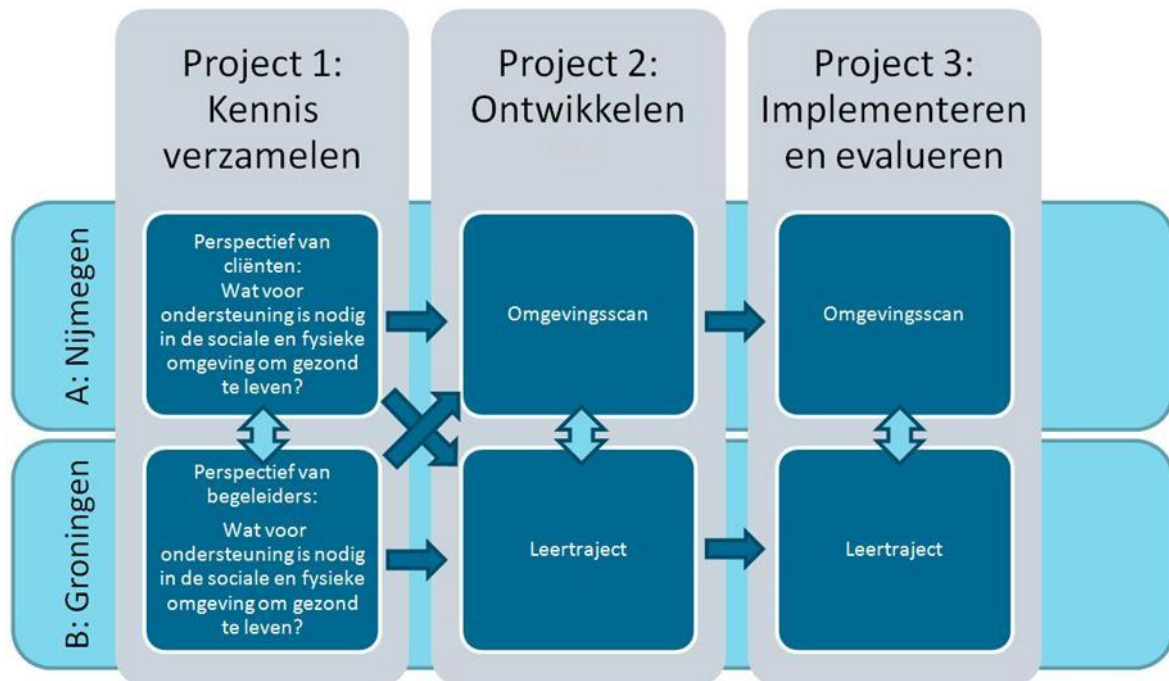 Project 1:
Kennis
verzamelen
Project 2:
Ontwikkelen
Project 3:
Implementeren
en evalueren
A: Nijmegen
Perspectief van
cliënten:
Wat voor
ondersteuning is nodig
in de sociale en fysieke
omgeving om gezond
te leven?
Omgevingsscan
Omgevingsscan
B: Groningen
Perspectief van
begeleiders:
Wat voor
ondersteuning is nodig
in de sociale en fysieke
omgeving om gezond
te leven?
Leertraject
Leertraject